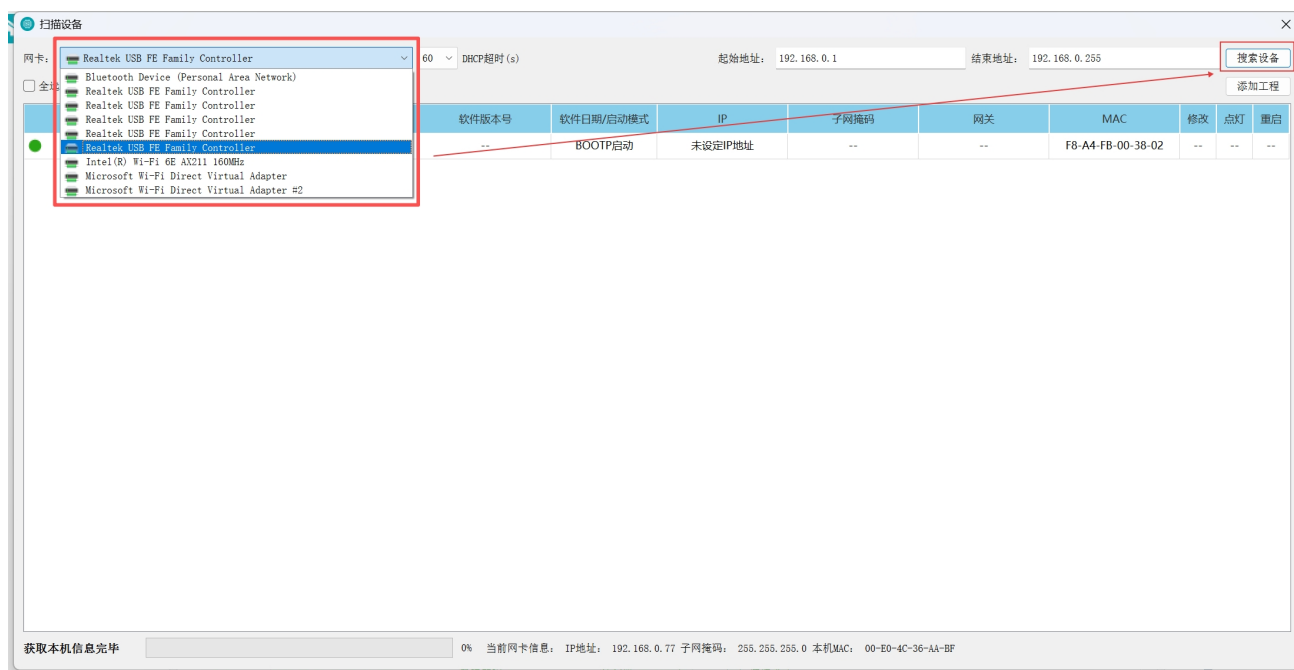 扫描设备
网卡： Realtek USB FE Family Controller 60 DHCP超时(s) 起始地址： 192.168.0.1 结束地址： 192.168.0.255 搜索设备
Bluetooth Device (Personal Area Network)
全 添加工程
Realtek USB FE Family Controller
Realtek USB FE Family Controller
Realtek USB FE Family Controller
Realtek USB FE Family Controller
Realtek USB FE Family Controller
Intel(R) Wi-Fi 6E AX211 160MHz
Microsoft Wi-Fi Direct Virtual Adapter
Microsoft Wi-Fi Direct Virtual Adapter #2
软件版本号 软件日期/启动模式 IP 子网掩码 网关 MAC 修改 点灯 重启
-- BOOTP启动 未设定IP地址 -- -- F8-A4-FB-00-38-02 -- -- --
获取本机信息完毕 0% 当前网卡信息： IP地址： 192.168.0.77 子网掩码： 255.255.255.0 本机MAC： 00-E0-4C-36-AA-BF